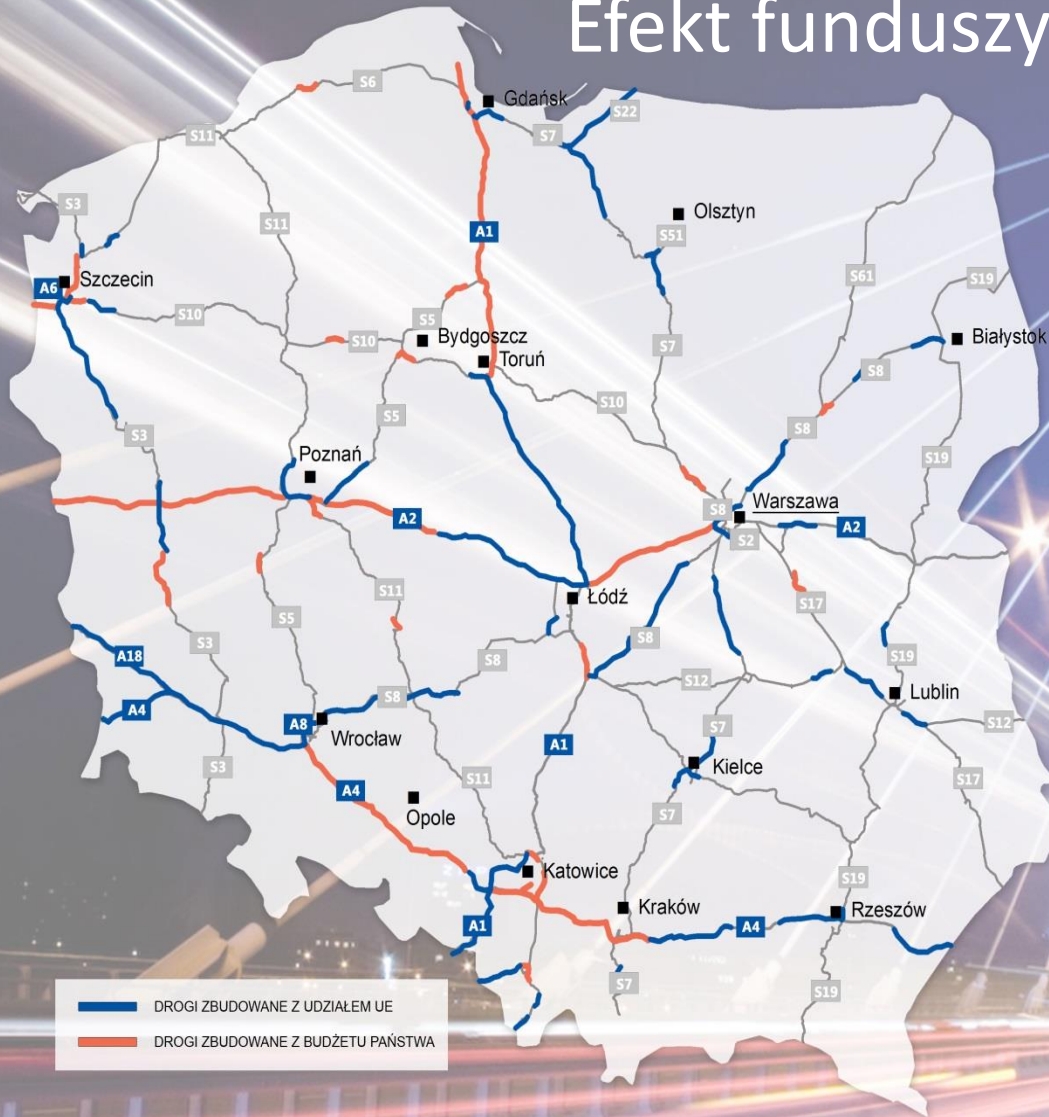 Efekt funduszy
S6
Gdańsk
S22
S11
S7
S3
Olsztyn
S11
A1
S51
Szczecin
S61
S19
A6
S10
S5
Bydgoszcz
S10
Toruń
S7
Białystok
S8
S10
S5
S8
S3
Poznań
S19
Warszawa
S8
A2
A2
S2
S11
Łódź
S17
S5
S8
S3
A18
S8
S19
S12
Lublin
S8
A4
A8
Wrocław
S7
S12
A1
Kielce
S3
S11
S17
A4
Opole
S7
Katowice
S19
Kraków
Rzeszów
A1
A4
S7
S19
DROGI ZBUDOWANE Z UDZIAŁEM UE
DROGI ZBUDOWANE Z BUDŻETU PAŃSTWA